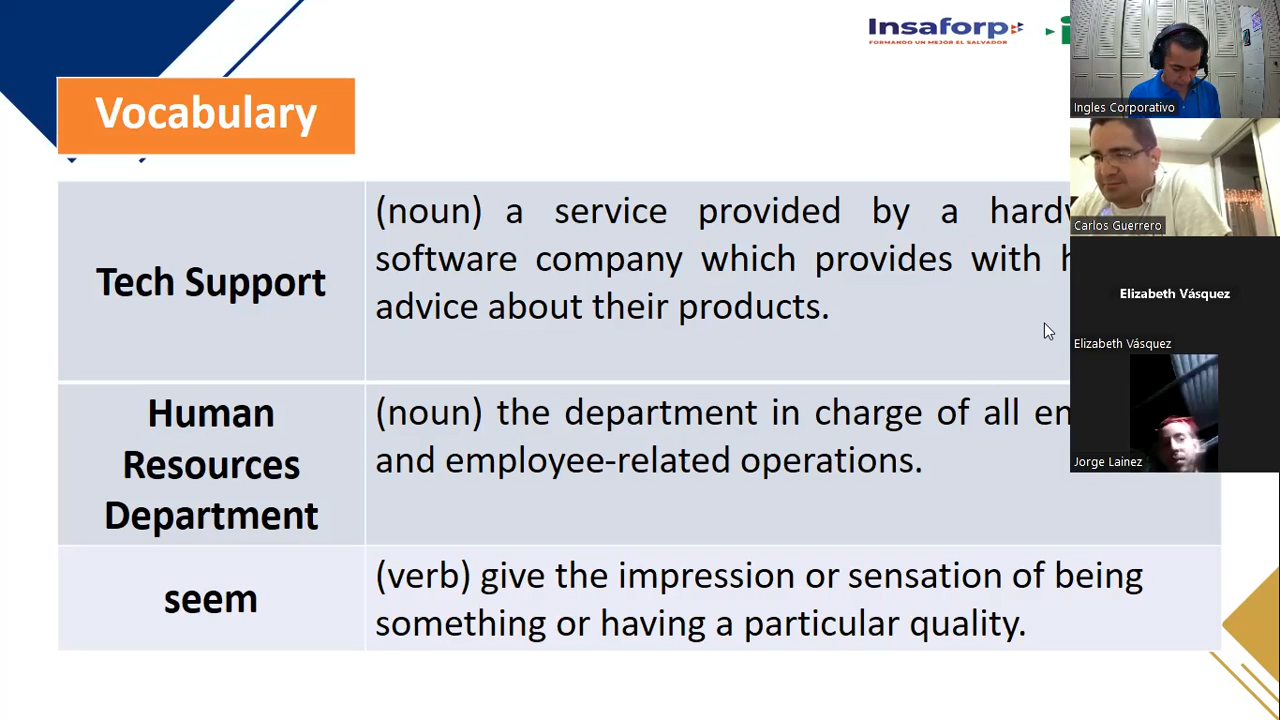 Insaforp
FORMANDO UN MEJOR EL SALVADOR
Vocabulary
Tech Support
(noun) a service provided by a
software company which provides with
advice about their products.
Human
Resources
Department
(noun) the department in charge of all
and employee-related operations.
seem
(verb) give the impression or sensation of being
something or having a particular quality.
Ingles Corporativo
Carlos Guerrero
Elizabeth Vásquez
Elizabeth Vásquez
Jorge Lainez